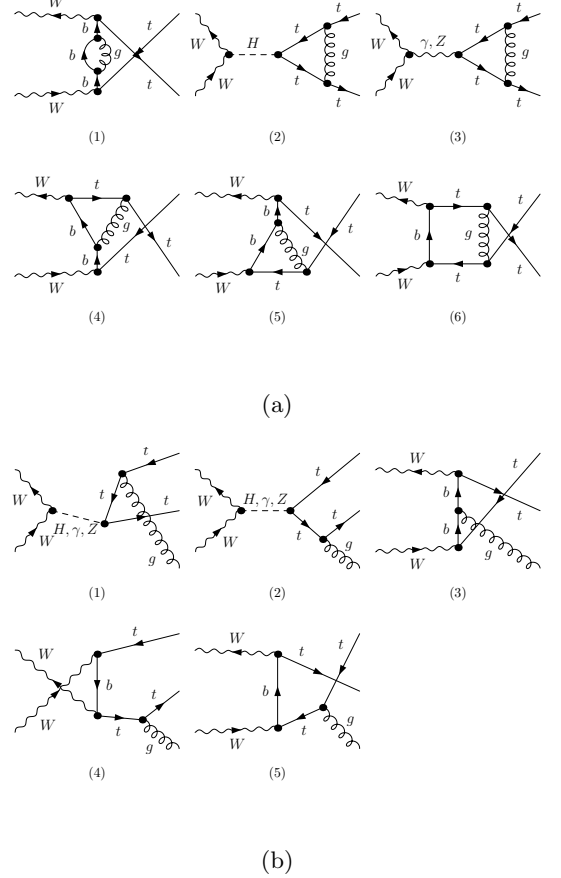 W b t
W b g t
b
W H t g t
W t
W γ, Z t g t
W t
(1) (2) (3)
W t
b g t
b t
W
W b t
b g t
W t
W t
b g
W t
(4) (5) (6)
(a)
W t
t t
W H, γ, Z g
W H, γ, Z t
W t t g
W t
b t
b
W g
(1) (2) (3)
W t
b t
W t g
W t t
b
W t g
(4) (5)
(b)